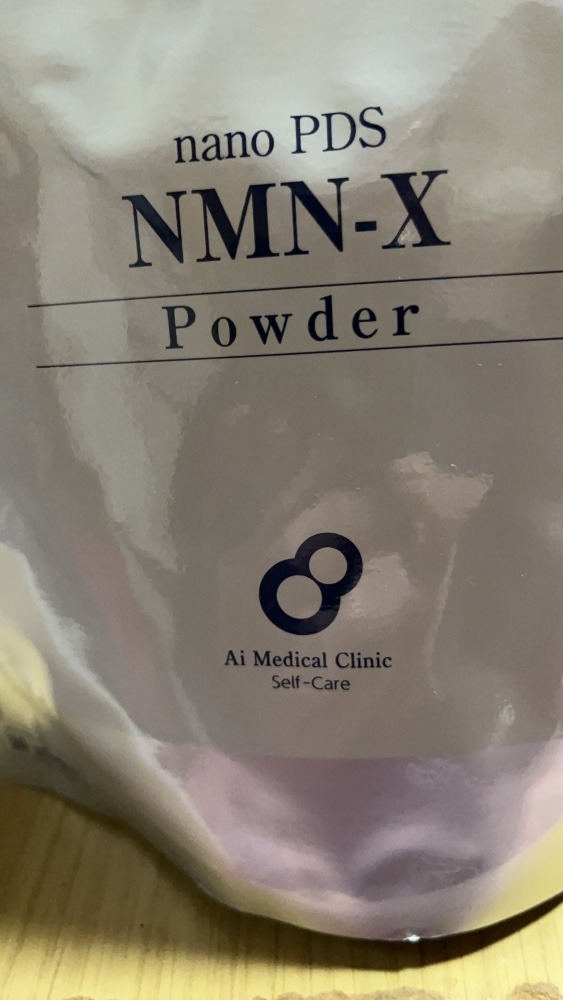 nano PDS
NMN-X
Powder
Ai Medical Clinic
Self-Care